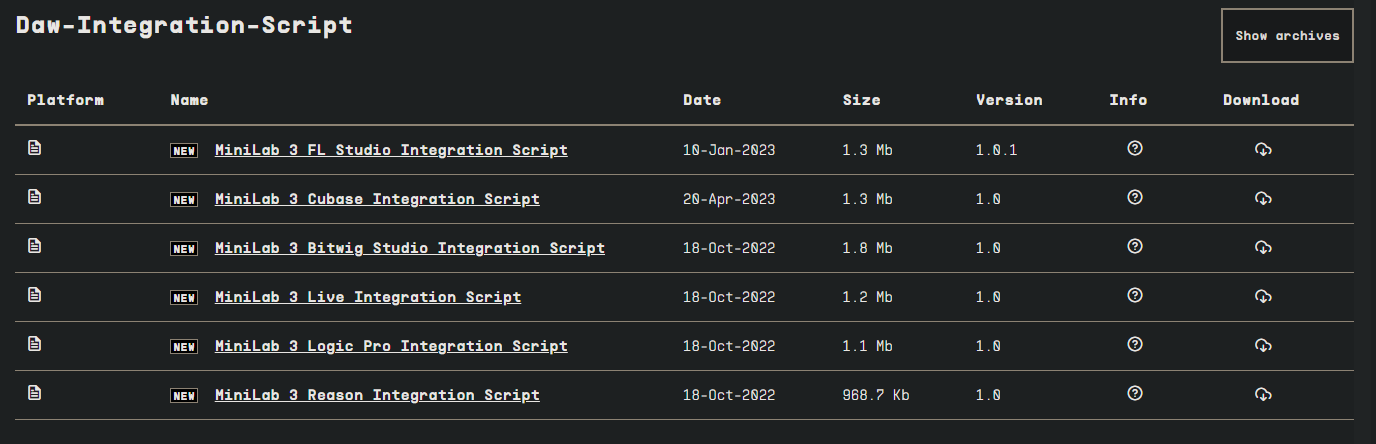 Daw-Integration-Script
Show archives
Platform Name Date Size Version Info Download
NEW MiniLab 3 FL Studio Integration Script 10-Jan-2023 1.3 Mb 1.0.1
NEW MiniLab 3 Cubase Integration Script 20-Apr-2023 1.3 Mb 1.0
NEW MiniLab 3 Bitwig Studio Integration Script 18-Oct-2022 1.8 Mb 1.0
NEW MiniLab 3 Live Integration Script 18-Oct-2022 1.2 Mb 1.0
NEW MiniLab 3 Logic Pro Integration Script 18-Oct-2022 1.1 Mb 1.0
NEW MiniLab 3 Reason Integration Script 18-Oct-2022 968.7 Kb 1.0